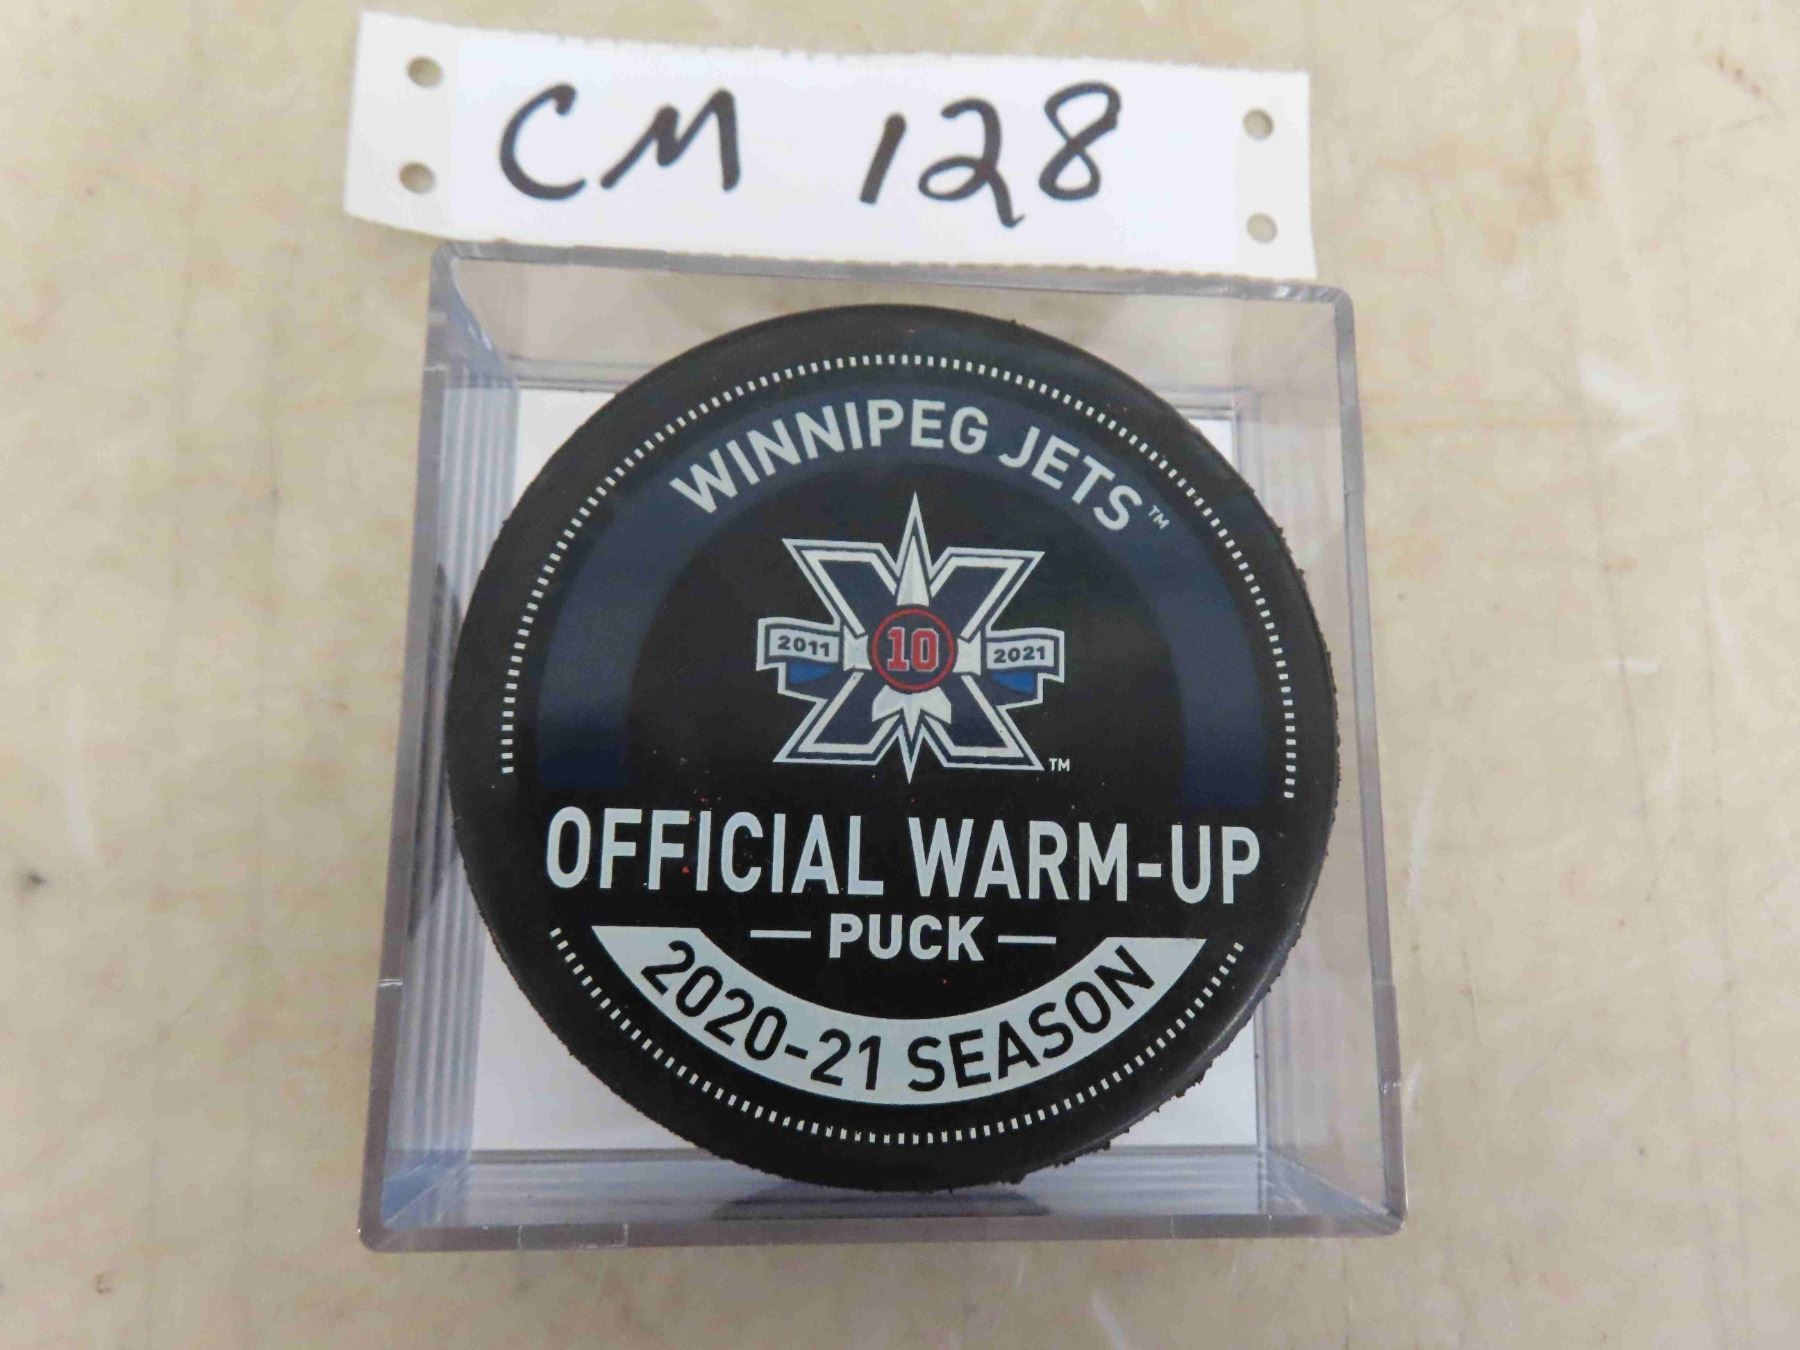 CM 128
WINNIPEG JETS™
2011 10 2021
™
OFFICIAL WARM-UP
— PUCK —
2020-21 SEASON